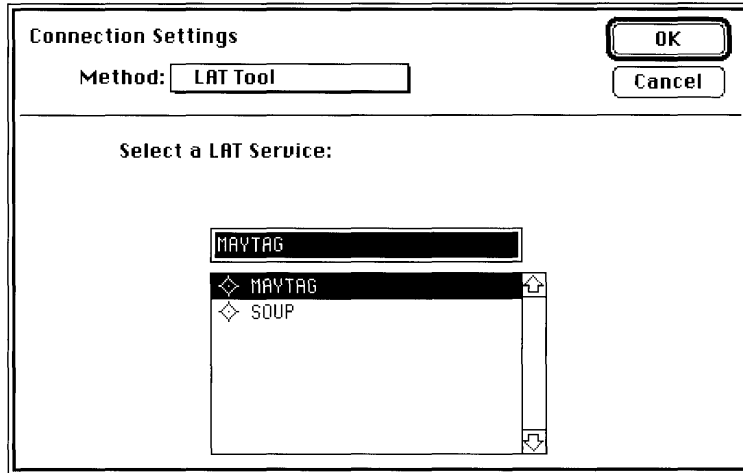 Connection Settings
OK
Method: LAT Tool
Cancel
Select a LAT Service:
MAYTAG
MAYTAG
SOUP